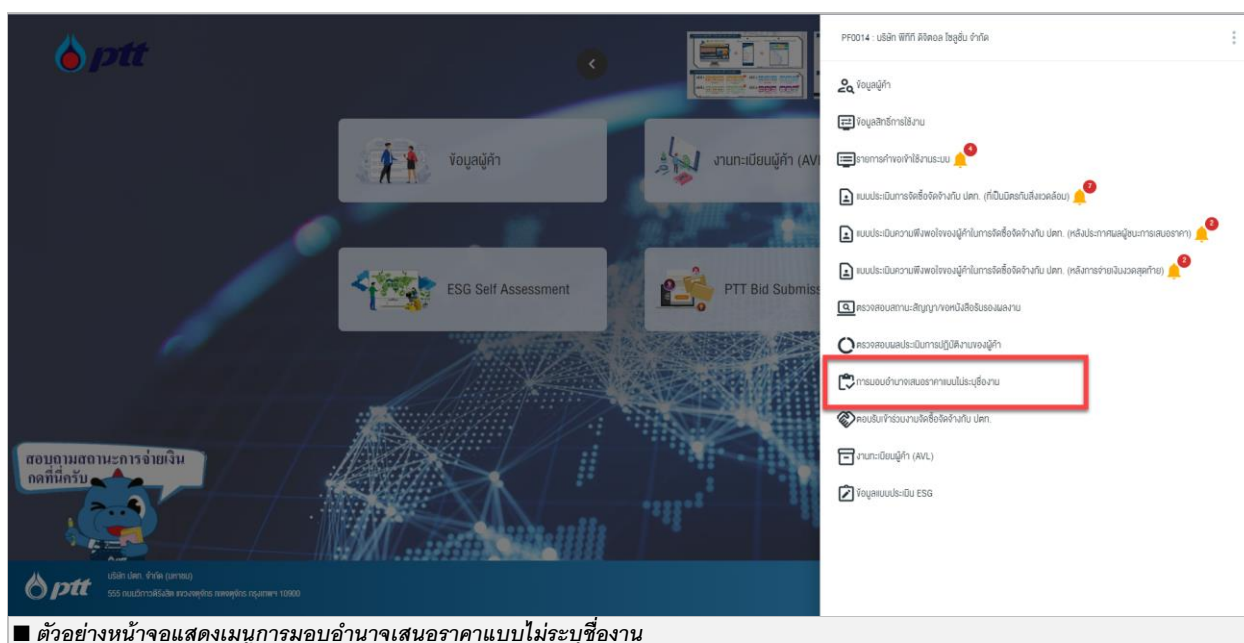 ptt
PF0014 : บริษัท พีทีที ดิจิตอล โซลูชั่น จำกัด
ข้อมูลผู้ค้า
งานทะเบียนผู้ค้า (AVL
ESG Self Assessment
PTT Bid Submiss
ข้อมูลผู้ค้า
ข้อมูลสิทธิ์การใช้งาน
รายการคำขอเข้าใช้งานระบบ 4
แบบประเมินการจัดซื้อจัดจ้างกับ ปตท. (ที่เป็นมิตรกับสิ่งแวดล้อม) 7
แบบประเมินความพึงพอใจของผู้ค้าในการจัดซื้อจัดจ้างกับ ปตท. (หลังประกาศผลผู้ชนะการเสนอราคา) 2
แบบประเมินความพึงพอใจของผู้ค้าในการจัดซื้อจัดจ้างกับ ปตท. (หลังการจ่ายเงินงวดสุดท้าย) 2
ตรวจสอบสถานะสัญญา/ขอหนังสือรับรองผลงาน
ตรวจสอบผลประเมินการปฏิบัติงานของผู้ค้า
การมอบอำนาจเสนอราคาแบบไม่ระบุชื่องาน
ตอบรับเข้าร่วมงานจัดซื้อจัดจ้างกับ ปตท.
งานทะเบียนผู้ค้า (AVL)
ข้อมูลแบบประเมิน ESG
สอบถามสถานะการจ่ายเงิน
กดที่นี่ครับ
ptt
บริษัท ปตท. จำกัด (มหาชน)
555 ถนนวิภาวดีรังสิต แขวงจตุจักร เขตจตุจักร กรุงเทพฯ 10900
■ ตัวอย่างหน้าจอแสดงเมนูการมอบอำนาจเสนอราคาแบบไม่ระบุชื่องาน